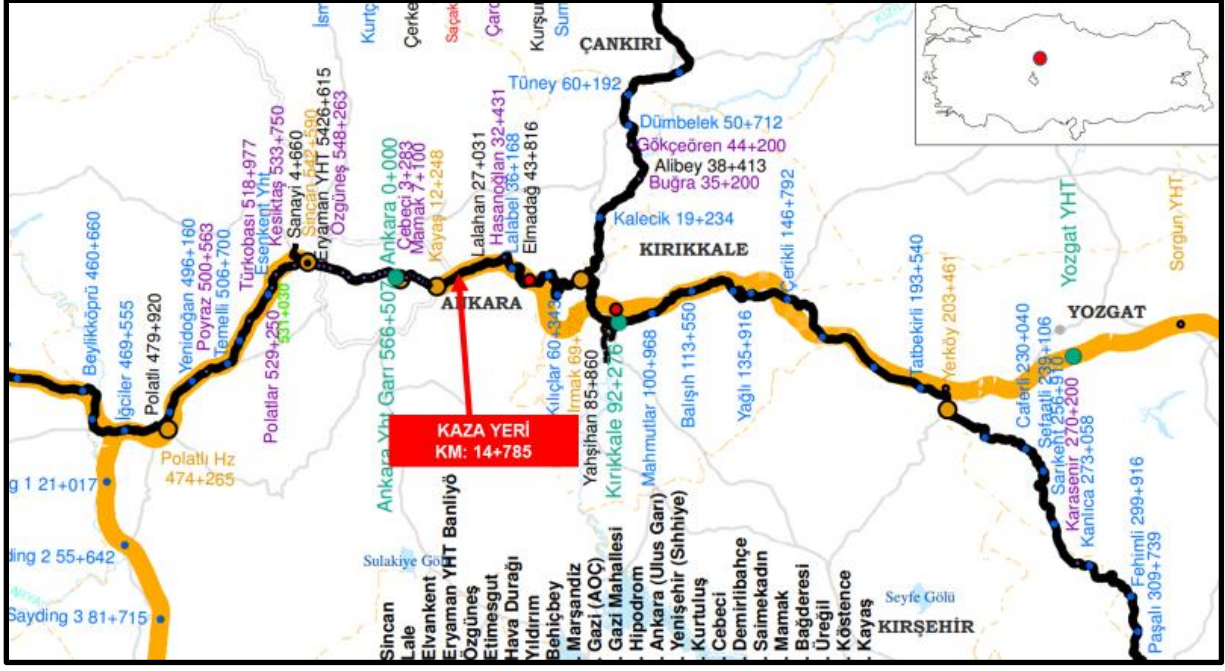 ÇANKIRI
Tüney 60+192
Dümbelek 50+712
Gökçeören 44+200
Alibey 38+413
Buğra 35+200
Kalecik 19+234
KIRIKKALE
Çerikli 146+792
Beylikköprü 460+660
İğciler 469+555
Polatlı 479+920
Yenidoğan 496+160
Poyraz 500+563
Temelli 506+700
Türkobası 518+977
Polatlar 529+250
531+030
Esenkent Yht
Kesiktaş 533+750
Sanayi 4+660
Sincan 542+590
Eryaman YHT 5426+615
Özgüneş 548+263
Ankara Yht Garı 566+507
Ankara 0+000
Cebeci 3+283
Mamak 7+100
Kayaş 12+248
Lalahan 27+031
Hasanoğlan 32+431
Lalabel 36+168
Elmadağ 43+816
ANKARA
KAZA YERİ
KM: 14+785
Kılıçlar 60+343
Irmak 69+
Yahşihan 85+860
Kırıkkale 92+276
Mahmutlar 100+968
Balışıh 113+550
Yağlı 135+916
Tatbekirli 193+540
Yerköy 203+461
Caferli 230+040
Şefaatli 239+106
Sarıkent 256+910
Karasenir 270+200
Kanlıca 273+058
Fehimli 299+916
Paşalı 309+739
Yozgat YHT
Sorgun YHT
YOZGAT
Polatlı Hz
474+265
g 1 21+017
ding 2 55+642
Sayding 3 81+715
Sulakiye Gölü
Seyfe Gölü
KIRŞEHİR
Sincan
Lale
Elvankent
Eryaman YHT Banliyö
Özgüneş
Etimesgut
Hava Durağı
Yıldırım
Behiçbey
Marşandiz
Gazi (AOÇ)
Gazi Mahallesi
Hipodrom
Ankara (Ulus Garı)
Yenişehir (Sıhhiye)
Kurtuluş
Cebeci
Demirlibahçe
Saimekadın
Mamak
Bağderesi
Üreğil
Köstence
Kayaş